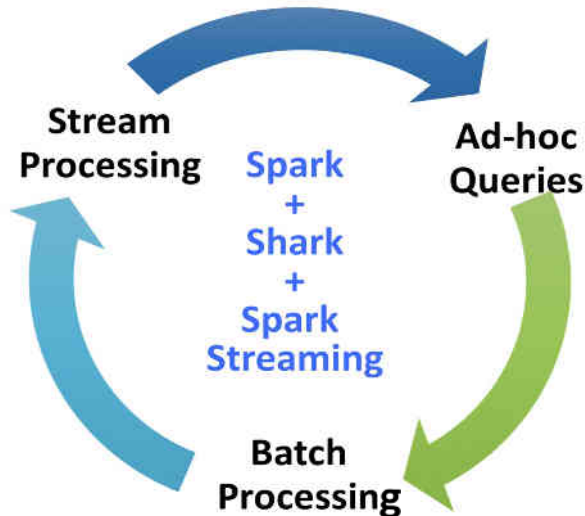 Stream
Processing
Ad-hoc
Queries
Spark
+
Shark
+
Spark
Streaming
Batch
Processing